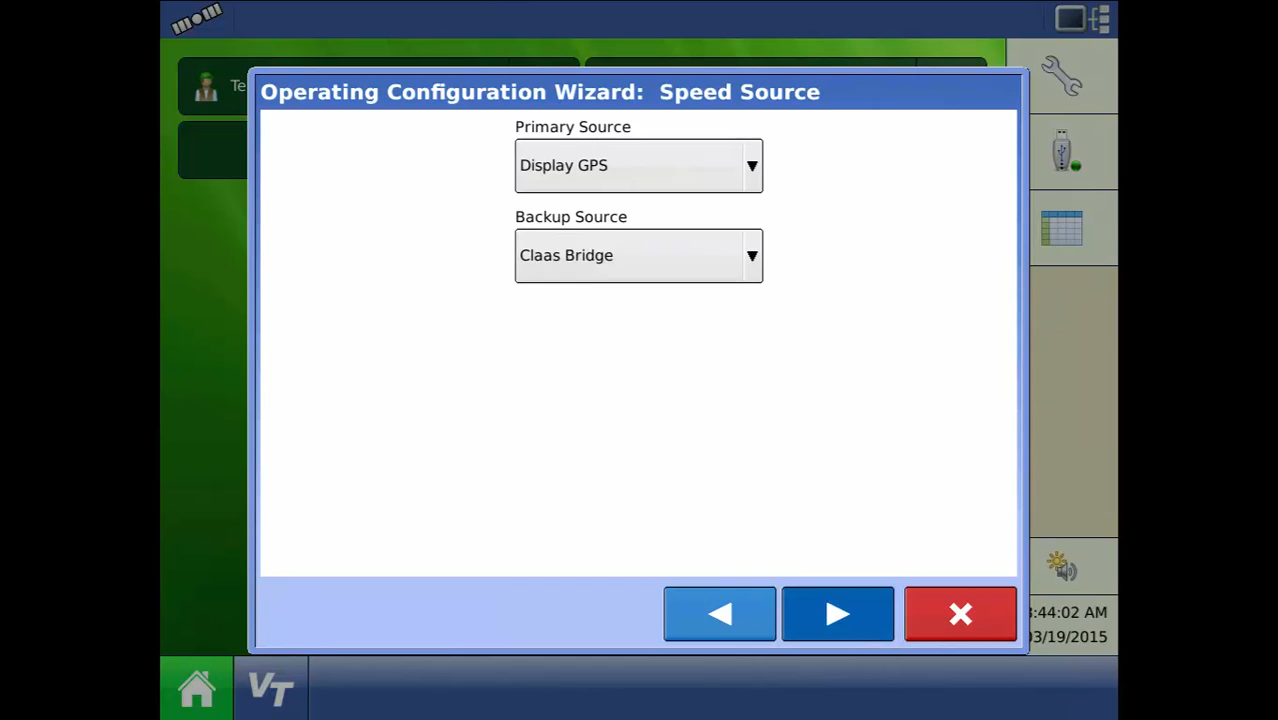 Te
Operating Configuration Wizard: Speed Source
Primary Source
Display GPS
Backup Source
Claas Bridge
:44:02 AM
03/19/2015
VT